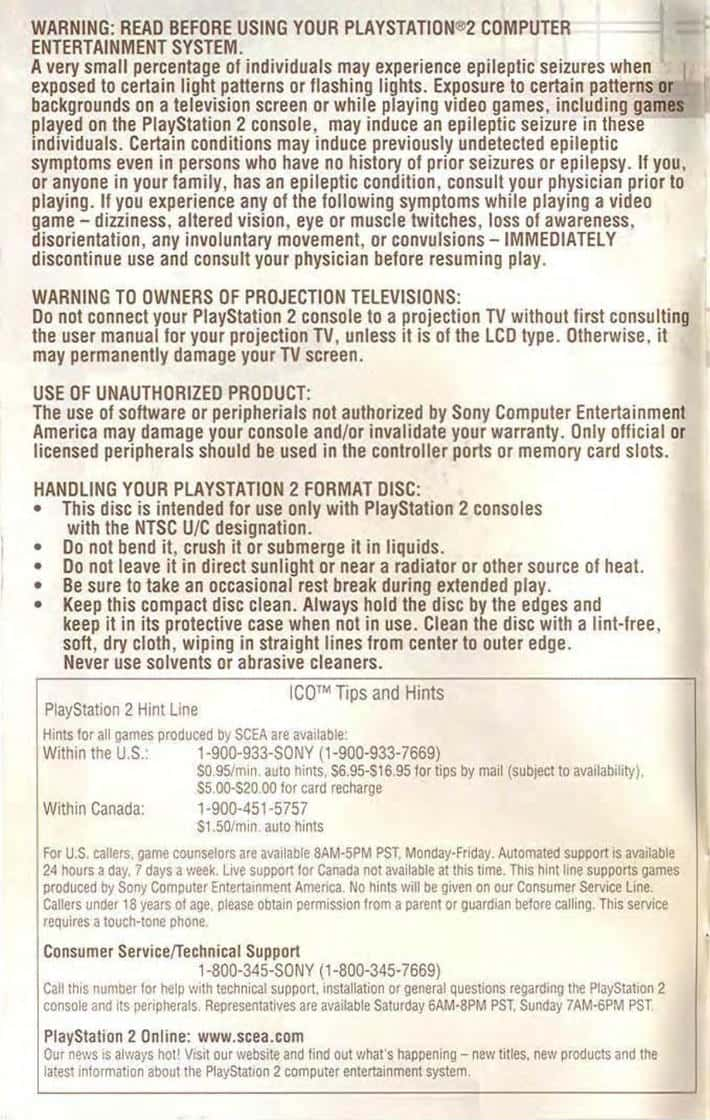 WARNING: READ BEFORE USING YOUR PLAYSTATION®2 COMPUTER
ENTERTAINMENT SYSTEM.
A very small percentage of individuals may experience epileptic seizures when
exposed to certain light patterns or flashing lights. Exposure to certain patterns or
backgrounds on a television screen or while playing video games, including games
played on the PlayStation 2 console, may induce an epileptic seizure in these
individuals. Certain conditions may induce previously undetected epileptic
symptoms even in persons who have no history of prior seizures or epilepsy. If you,
or anyone in your family, has an epileptic condition, consult your physician prior to
playing. If you experience any of the following symptoms while playing a video
game – dizziness, altered vision, eye or muscle twitches, loss of awareness,
disorientation, any involuntary movement, or convulsions – IMMEDIATELY
discontinue use and consult your physician before resuming play.
WARNING TO OWNERS OF PROJECTION TELEVISIONS:
Do not connect your PlayStation 2 console to a projection TV without first consulting
the user manual for your projection TV, unless it is of the LCD type. Otherwise, it
may permanently damage your TV screen.
USE OF UNAUTHORIZED PRODUCT:
The use of software or peripherials not authorized by Sony Computer Entertainment
America may damage your console and/or invalidate your warranty. Only official or
licensed peripherals should be used in the controller ports or memory card slots.
HANDLING YOUR PLAYSTATION 2 FORMAT DISC:
• This disc is intended for use only with PlayStation 2 consoles
with the NTSC U/C designation.
• Do not bend it, crush it or submerge it in liquids.
• Do not leave it in direct sunlight or near a radiator or other source of heat.
• Be sure to take an occasional rest break during extended play.
• Keep this compact disc clean. Always hold the disc by the edges and
keep it in its protective case when not in use. Clean the disc with a lint-free,
soft, dry cloth, wiping in straight lines from center to outer edge.
Never use solvents or abrasive cleaners.
ICO™ Tips and Hints
PlayStation 2 Hint Line
Hints for all games produced by SCEA are available:
Within the U.S.: 1-900-933-SONY (1-900-933-7669)
$0.95/min. auto hints, $6.95-$16.95 for tips by mail (subject to availability),
$5.00-$20.00 for card recharge
Within Canada: 1-900-451-5757
$1.50/min. auto hints
For U.S. callers, game counselors are available 8AM-5PM PST, Monday-Friday. Automated support is available
24 hours a day, 7 days a week. Live support for Canada not available at this time. This hint line supports games
produced by Sony Computer Entertainment America. No hints will be given on our Consumer Service Line.
Callers under 18 years of age, please obtain permission from a parent or guardian before calling. This service
requires a touch-tone phone.
Consumer Service/Technical Support
1-800-345-SONY (1-800-345-7669)
Call this number for help with technical support, installation or general questions regarding the PlayStation 2
console and its peripherals. Representatives are available Saturday 6AM-8PM PST, Sunday 7AM-6PM PST.
PlayStation 2 Online: www.scea.com
Our news is always hot! Visit our website and find out what's happening – new titles, new products and the
latest information about the PlayStation 2 computer entertainment system.